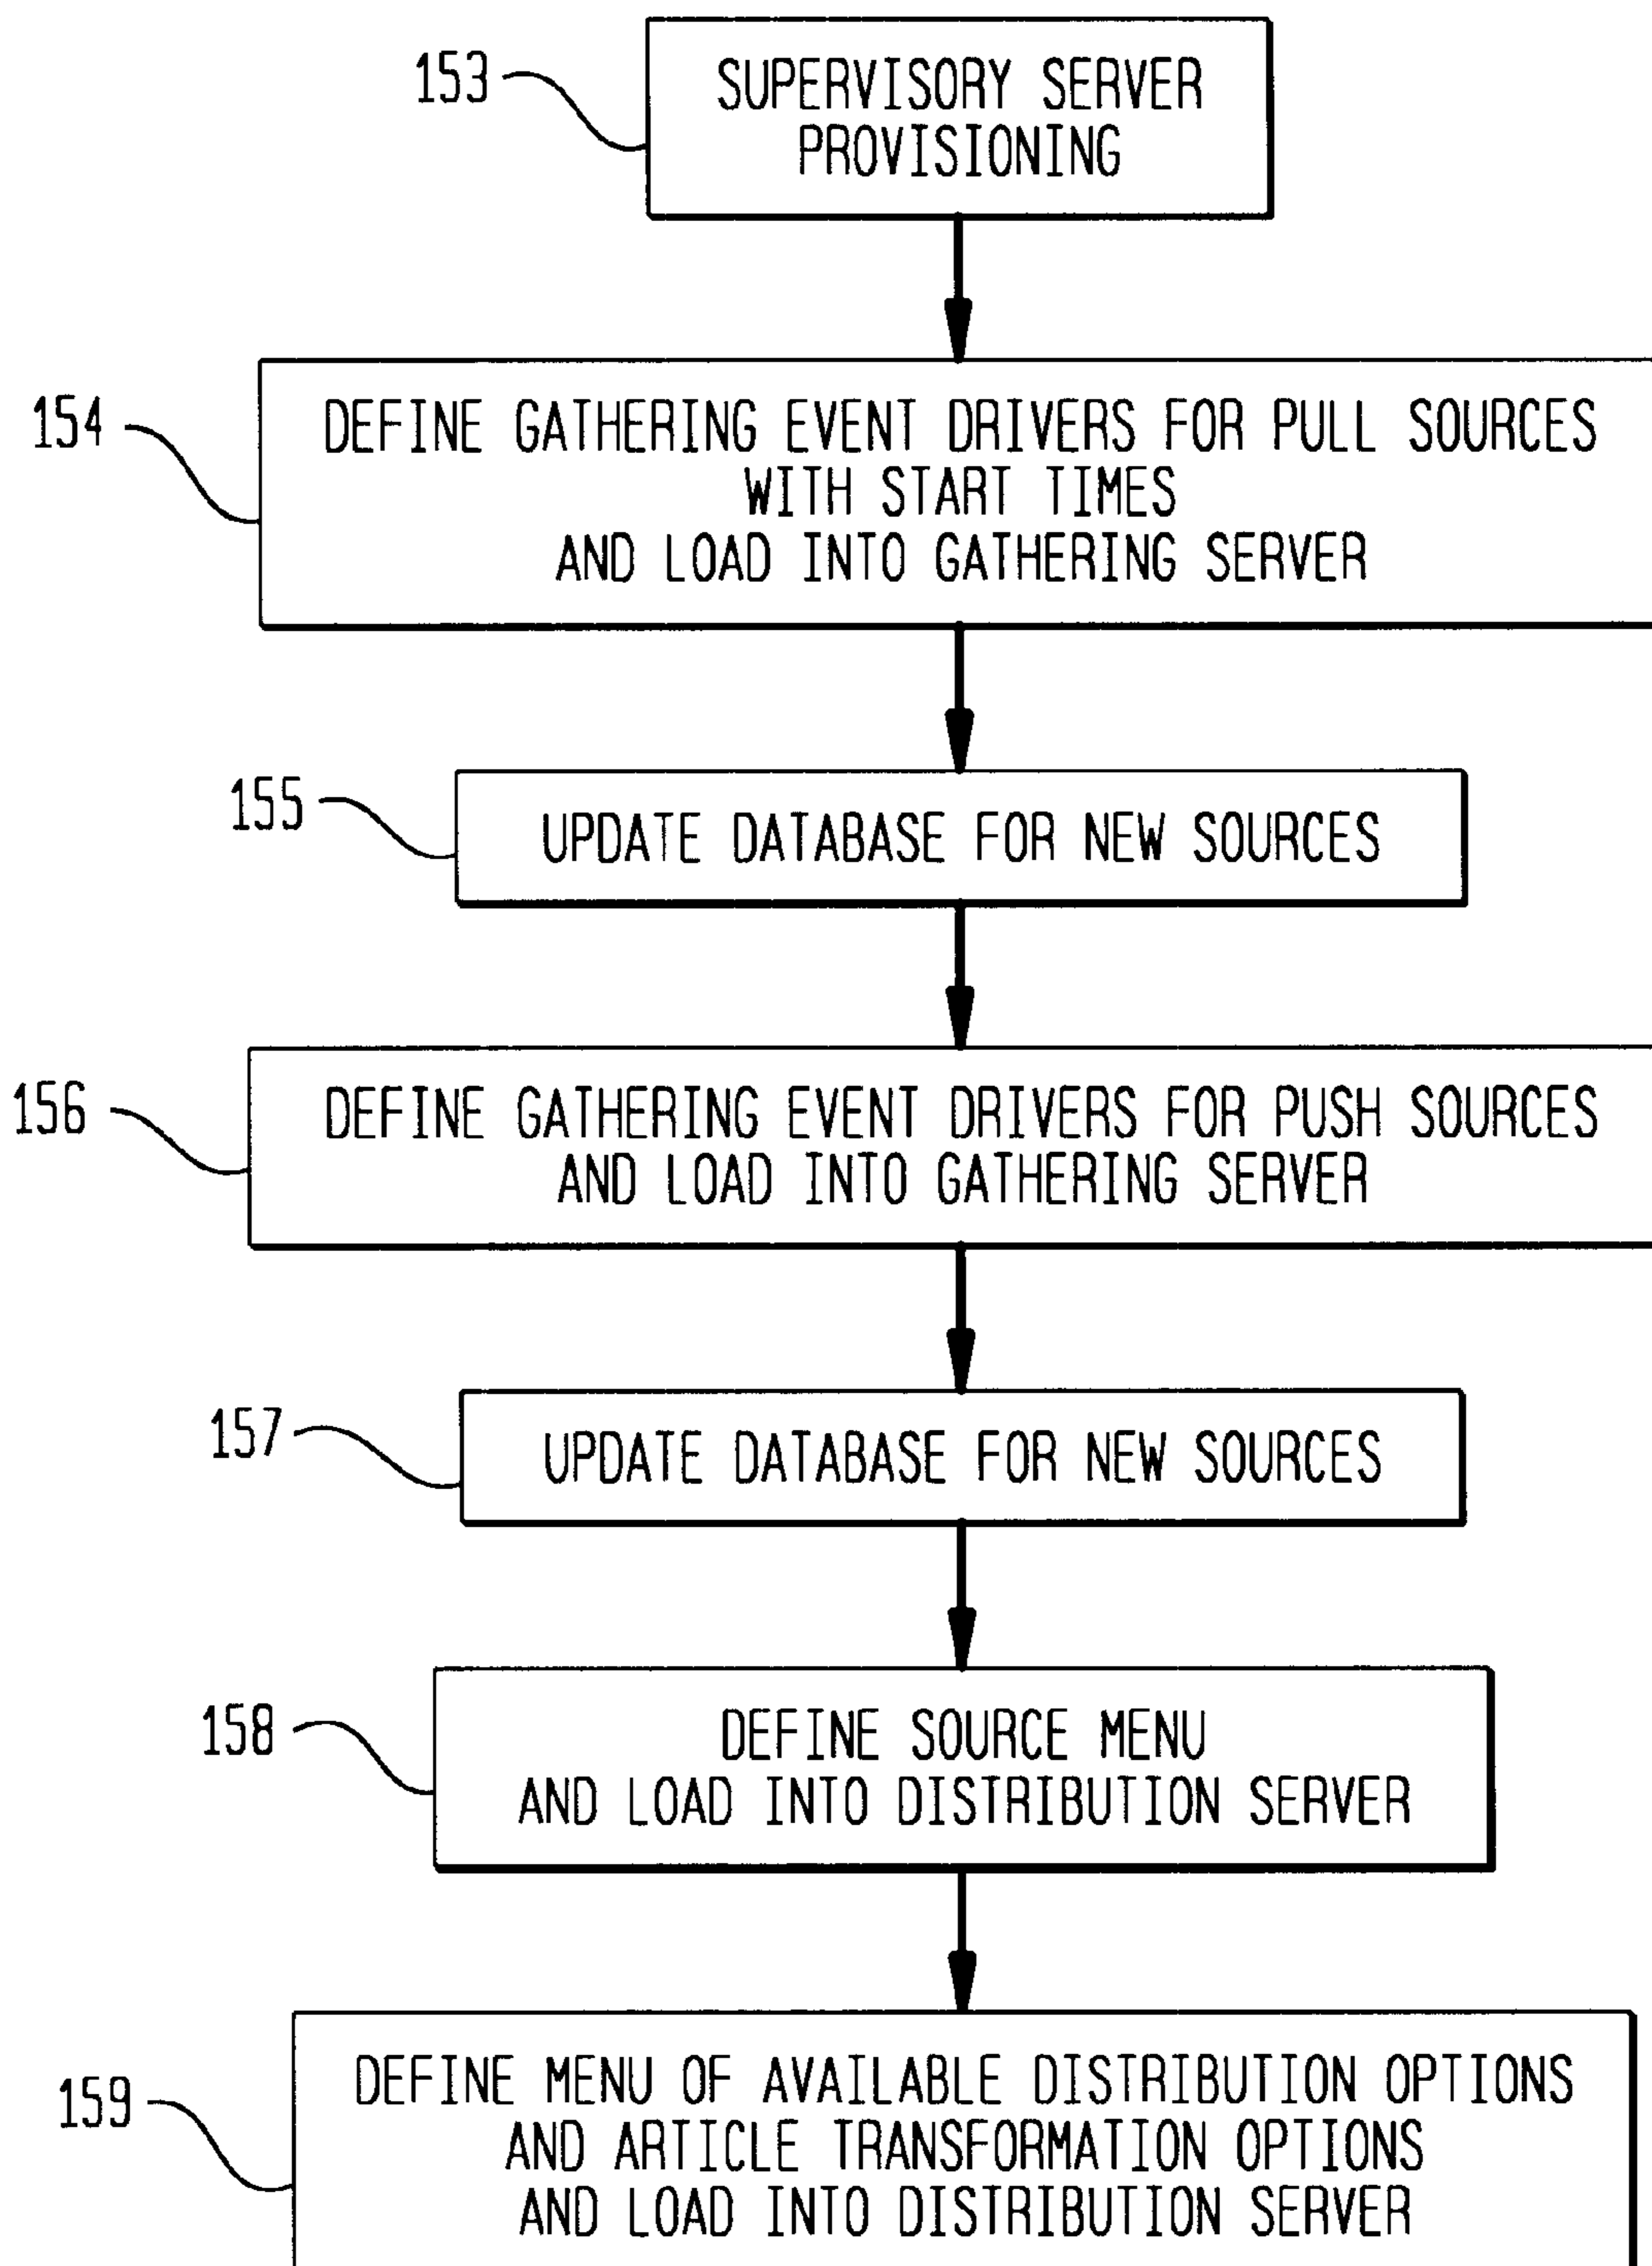 153
SUPERVISORY SERVER
PROVISIONING
154
DEFINE GATHERING EVENT DRIVERS FOR PULL SOURCES
WITH START TIMES
AND LOAD INTO GATHERING SERVER
155
UPDATE DATABASE FOR NEW SOURCES
156
DEFINE GATHERING EVENT DRIVERS FOR PUSH SOURCES
AND LOAD INTO GATHERING SERVER
157
UPDATE DATABASE FOR NEW SOURCES
158
DEFINE SOURCE MENU
AND LOAD INTO DISTRIBUTION SERVER
159
DEFINE MENU OF AVAILABLE DISTRIBUTION OPTIONS
AND ARTICLE TRANSFORMATION OPTIONS
AND LOAD INTO DISTRIBUTION SERVER